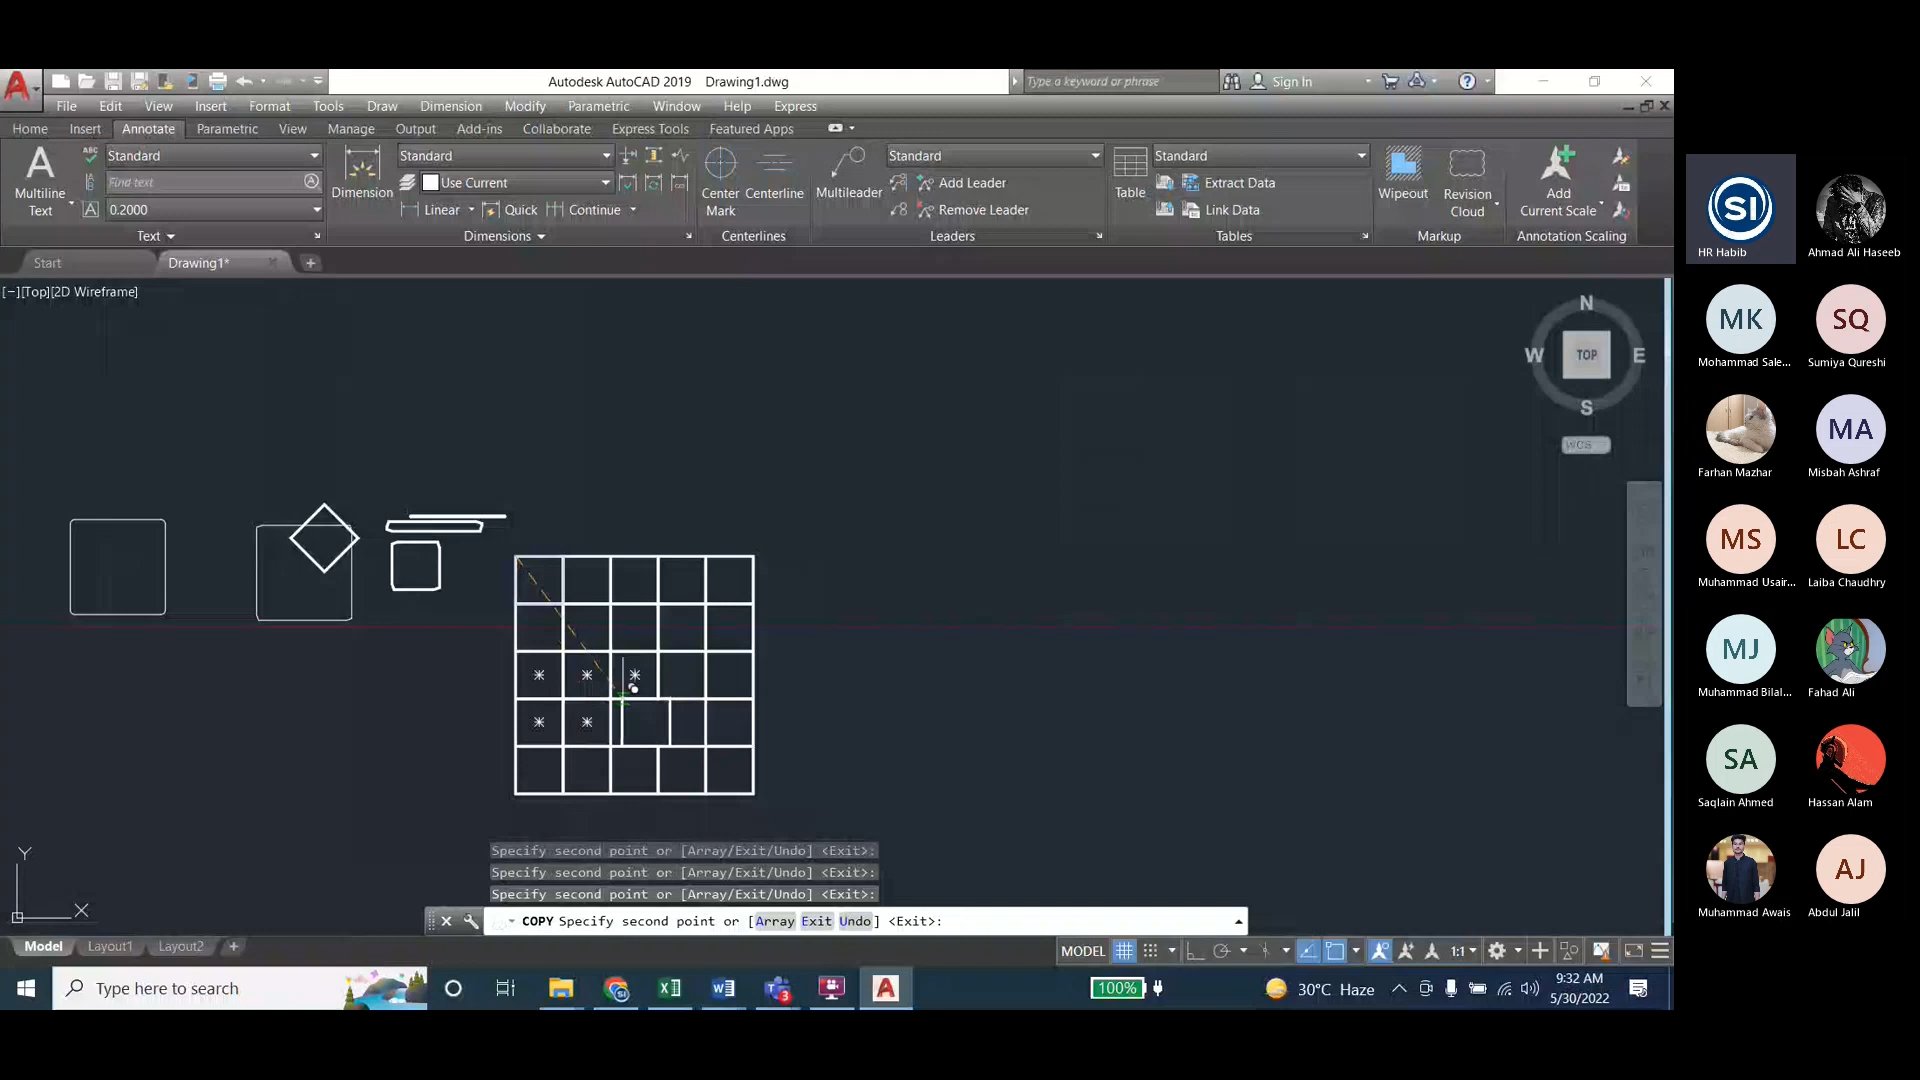 Autodesk AutoCAD 2019 Drawing1.dwg
Type a keyword or phrase
Sign In
File Edit View Insert Format Tools Draw Dimension Modify Parametric Window Help Express
Home Insert Annotate Parametric View Manage Output Add-ins Collaborate Express Tools Featured Apps
Multiline
Text
ABC
Standard
Find text
0.2000
Text
Dimension
Standard
Use Current
Linear Quick Continue
Dimensions
Center
Mark
Centerline
Centerlines
Multileader
Standard
Add Leader
Remove Leader
Leaders
Table
Standard
Extract Data
Link Data
Tables
Wipeout
Revision
Cloud
Markup
Add
Current Scale
Annotation Scaling
Start
Drawing1*
[−][Top][2D Wireframe]
N
W TOP E
S
WCS
Y
X
Specify second point or [Array/Exit/Undo] <Exit>:
Specify second point or [Array/Exit/Undo] <Exit>:
Specify second point or [Array/Exit/Undo] <Exit>:
COPY Specify second point or [Array Exit Undo] <Exit>:
Model Layout1 Layout2
MODEL
1:1
Type here to search
3
100%
30°C Haze
9:32 AM
5/30/2022
SI
HR Habib
Ahmad Ali Haseeb
MK
Mohammad Sale...
SQ
Sumiya Qureshi
Farhan Mazhar
MA
Misbah Ashraf
MS
Muhammad Usair...
LC
Laiba Chaudhry
MJ
Muhammad Bilal...
Fahad Ali
SA
Saqlain Ahmed
Hassan Alam
Muhammad Awais
AJ
Abdul Jalil